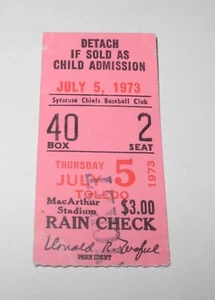 DETACH
IF SOLD AS
CHILD ADMISSION
JULY 5, 1973
Syracuse Chiefs Baseball Club
40 2
BOX SEAT
THURSDAY
JULY 5 1973
TOLEDO
MacArthur
Stadium $3.00
RAIN CHECK
Donald R.
PRESIDENT